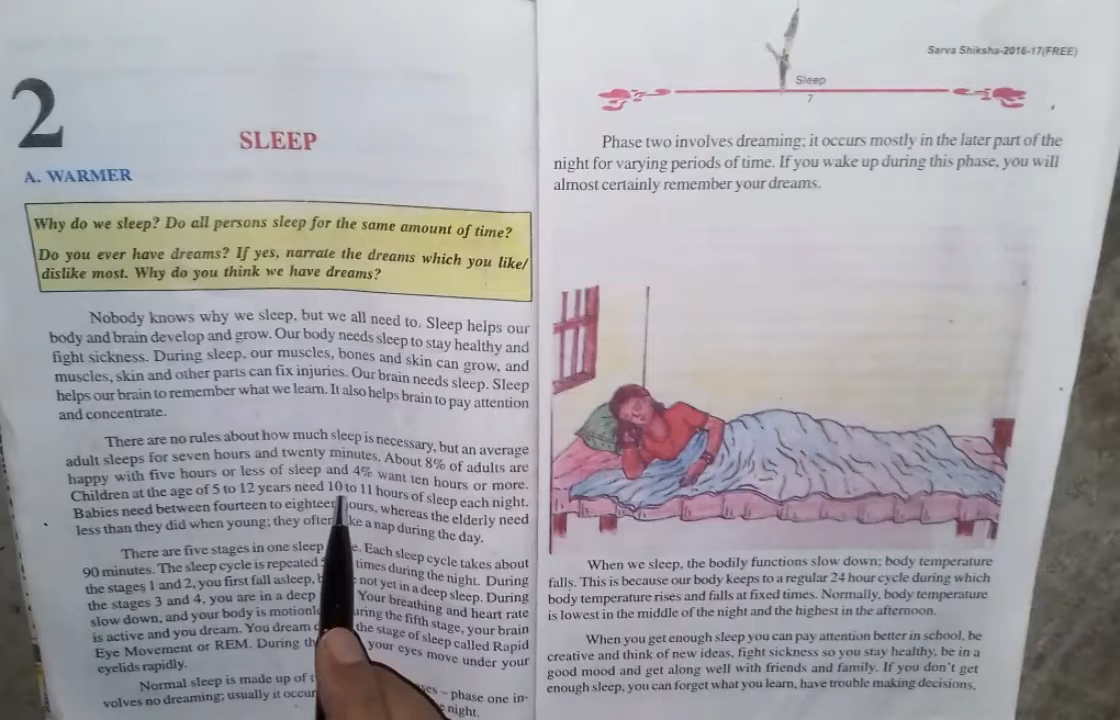 2
SLEEP
A. WARMER
Why do we sleep? Do all persons sleep for the same amount of time?
Do you ever have dreams? If yes, narrate the dreams which you like/
dislike most. Why do you think we have dreams?
Nobody knows why we sleep, but we all need to. Sleep helps our
body and brain develop and grow. Our body needs sleep to stay healthy and
fight sickness. During sleep, our muscles, bones and skin can grow, and
muscles, skin and other parts can fix injuries. Our brain needs sleep. Sleep
helps our brain to remember what we learn. It also helps brain to pay attention
and concentrate.
There are no rules about how much sleep is necessary, but an average
adult sleeps for seven hours and twenty minutes. About 8% of adults are
happy with five hours or less of sleep and 4% want ten hours or more.
Children at the age of 5 to 12 years need 10 to 11 hours of sleep each night.
Babies need between fourteen to eighteen hours, whereas the elderly need
less than they did when young; they often ke a nap during the day.
There are five stages in one sleep e. Each sleep cycle takes about
90 minutes. The sleep cycle is repeated times during the night. During
the stages 1 and 2, you first fall asleep, not yet in a deep sleep. During
the stages 3 and 4, you are in a deep Your breathing and heart rate
slow down, and your body is motionl uring the fifth stage, your brain
is active and you dream. You dream the stage of sleep called Rapid
Eye Movement or REM. During th your eyes move under your
eyelids rapidly.
Normal sleep is made up of ses – phase one in-
volves no dreaming; usually it occur night.
Sarva Shiksha-2016-17(FREE)
Sleep
7
Phase two involves dreaming; it occurs mostly in the later part of the
night for varying periods of time. If you wake up during this phase, you will
almost certainly remember your dreams.
When we sleep, the bodily functions slow down; body temperature
falls. This is because our body keeps to a regular 24 hour cycle during which
body temperature rises and falls at fixed times. Normally, body temperature
is lowest in the middle of the night and the highest in the afternoon.
When you get enough sleep you can pay attention better in school, be
creative and think of new ideas, fight sickness so you stay healthy, be in a
good mood and get along well with friends and family. If you don't get
enough sleep, you can forget what you learn, have trouble making decisions,